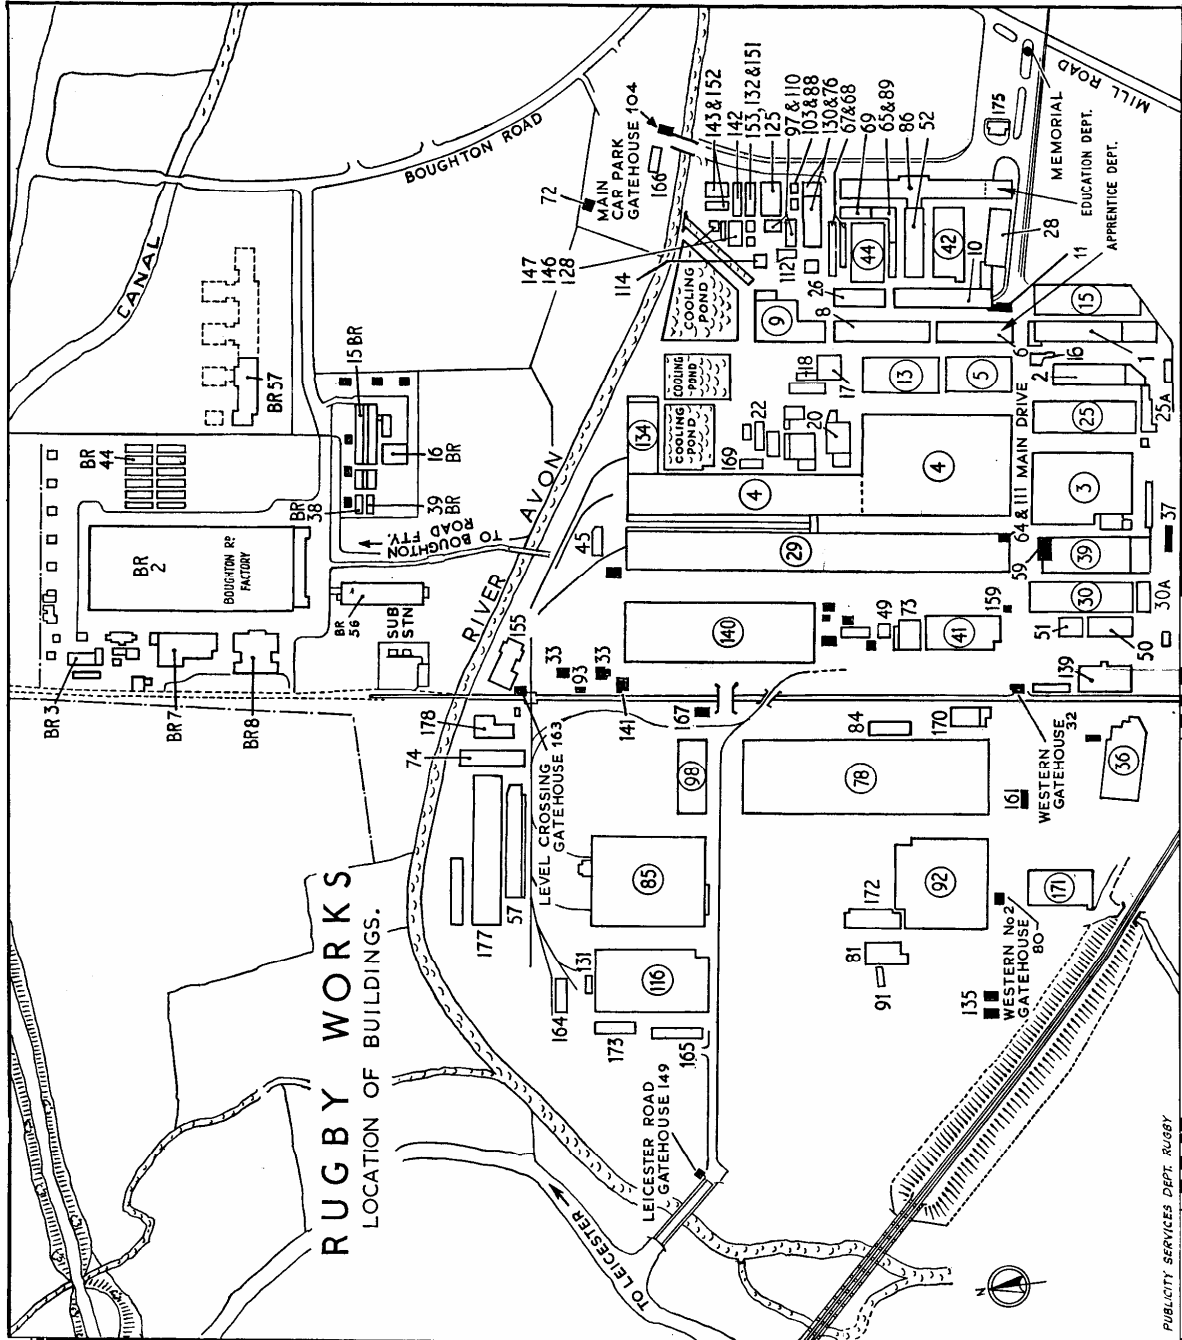 RUGBY WORKS
LOCATION OF BUILDINGS.
CANAL
BOUGHTON ROAD
MILL ROAD
RIVER AVON
BR 3
BR 7
BR 8
BR
2
BOUGHTON RD
FACTORY
BR
44
BR 57
15 BR
16
BR
BR
38
39
BR
BR
56
SUB
STN
TO BOUGHTON
ROAD FTY.
72
MAIN
CAR PARK
GATEHOUSE 104
166
143 & 152
142
153, 132 & 151
125
97 & 110
103 & 88
130 & 76
67 & 68
69
65 & 89
86
52
175
MEMORIAL
EDUCATION DEPT.
APPRENTICE DEPT.
28
10
11
42
44
147
146
128
114
112
26
8
9
6
15
1
16
2
25
25A
COOLING
POND
COOLING
POND
COOLING
POND
134
18
17
13
5
22
20
169
4
4
64 & 111 MAIN DRIVE
3
37
45
29
59
39
30
30A
140
49
73
41
159
51
50
139
155
33
93
33
141
167
178
74
57
177
LEVEL CROSSING
GATEHOUSE 163
98
85
84
170
78
161
WESTERN
GATEHOUSE
32
36
172
92
171
81
91
135
WESTERN No 2
GATEHOUSE
80
131
164
116
173
165
LEICESTER ROAD
GATEHOUSE 149
TO LEICESTER
N
PUBLICITY SERVICES DEPT. RUGBY